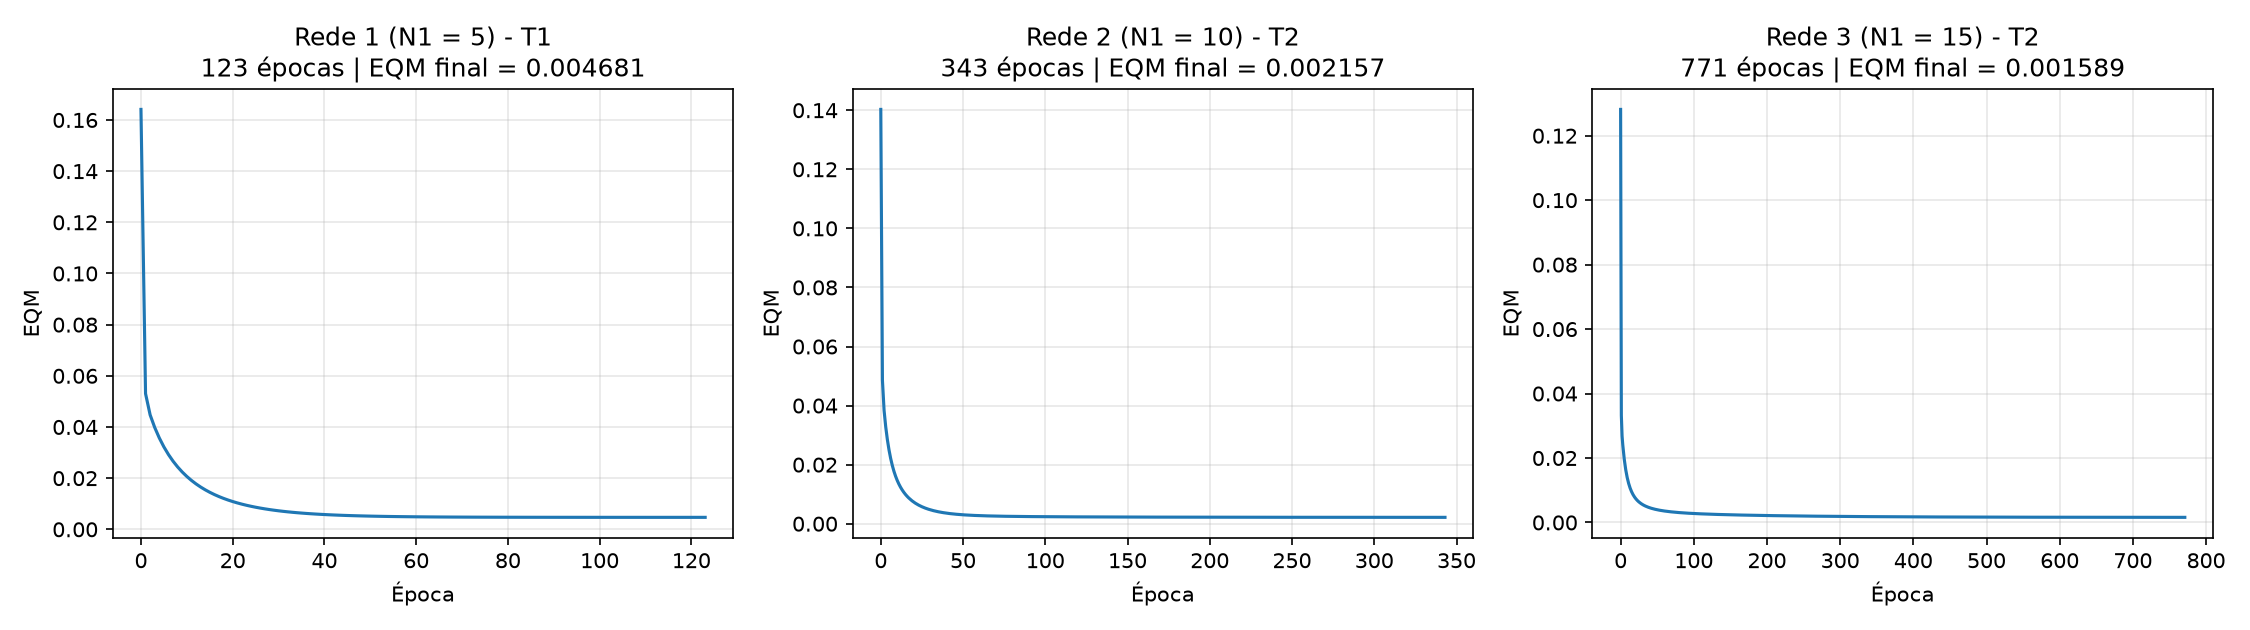 Rede 1 (N1 = 5) - T1
123 épocas | EQM final = 0.004681
0.16
0.14
0.12
0.10
0.08
0.06
0.04
0.02
0.00
EQM
0 20 40 60 80 100 120
Época
Rede 2 (N1 = 10) - T2
343 épocas | EQM final = 0.002157
0.14
0.12
0.10
0.08
0.06
0.04
0.02
0.00
EQM
0 50 100 150 200 250 300 350
Época
Rede 3 (N1 = 15) - T2
771 épocas | EQM final = 0.001589
0.12
0.10
0.08
0.06
0.04
0.02
0.00
EQM
0 100 200 300 400 500 600 700 800
Época